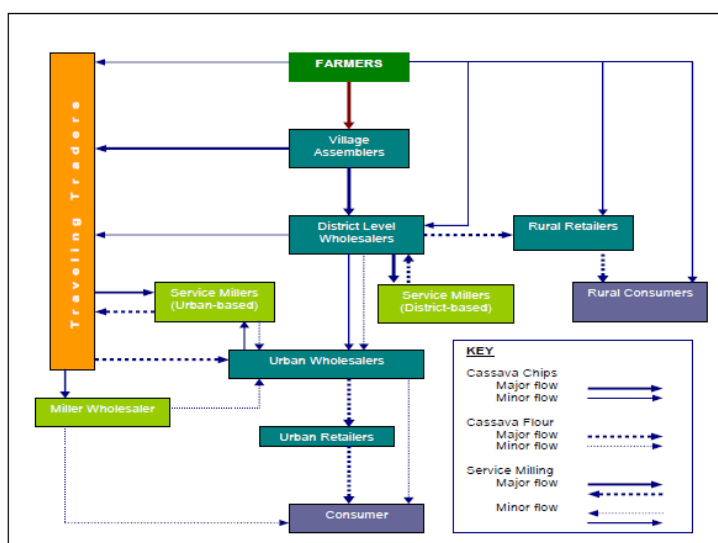 FARMERS
Traveling Traders
Village
Assemblers
District Level
Wholesalers
Rural Retailers
Service Millers
(Urban-based)
Service Millers
(District-based)
Rural Consumers
Urban Wholesalers
Miller Wholesaler
Urban Retailers
Consumer
KEY
Cassava Chips
Major flow
Minor flow
Cassava Flour
Major flow
Minor flow
Service Milling
Major flow
Minor flow